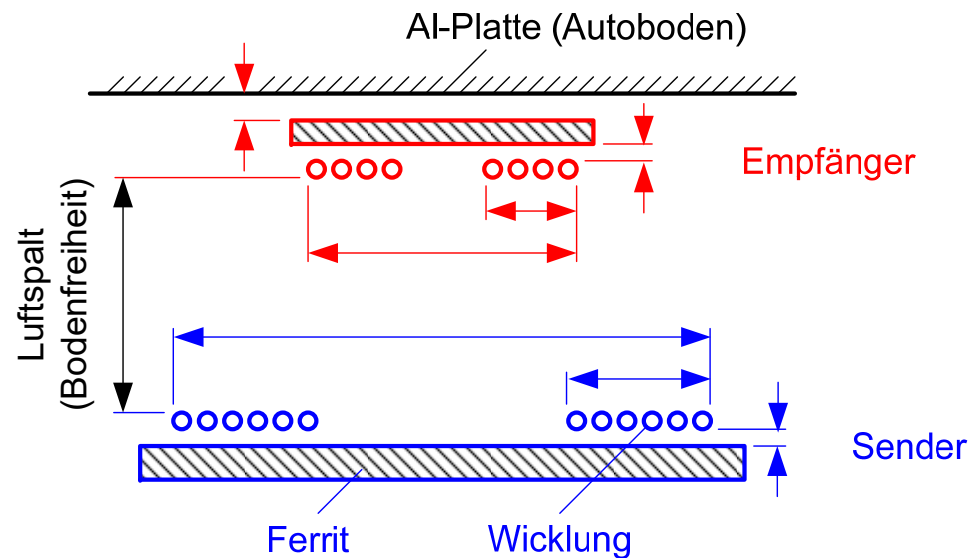 Al-Platte (Autoboden)
Empfänger
Luftspalt
(Bodenfreiheit)
Sender
Ferrit
Wicklung